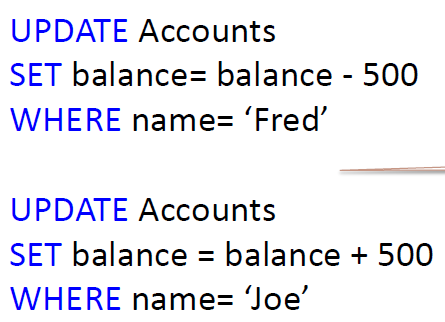 UPDATE Accounts
SET balance= balance - 500
WHERE name= ‘Fred’
UPDATE Accounts
SET balance = balance + 500
WHERE name= ‘Joe’